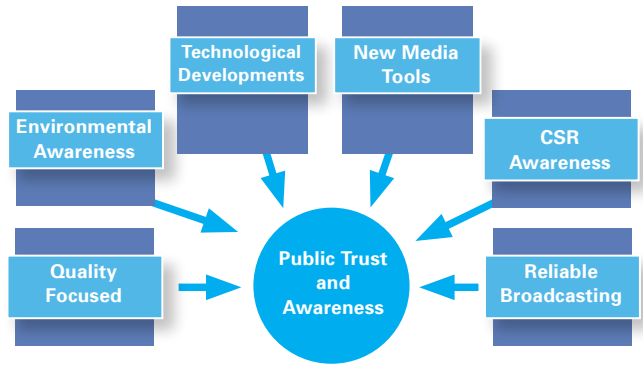 Technological
Developments
New Media
Tools
Environmental
Awareness
CSR
Awareness
Quality
Focused
Public Trust
and
Awareness
Reliable
Broadcasting